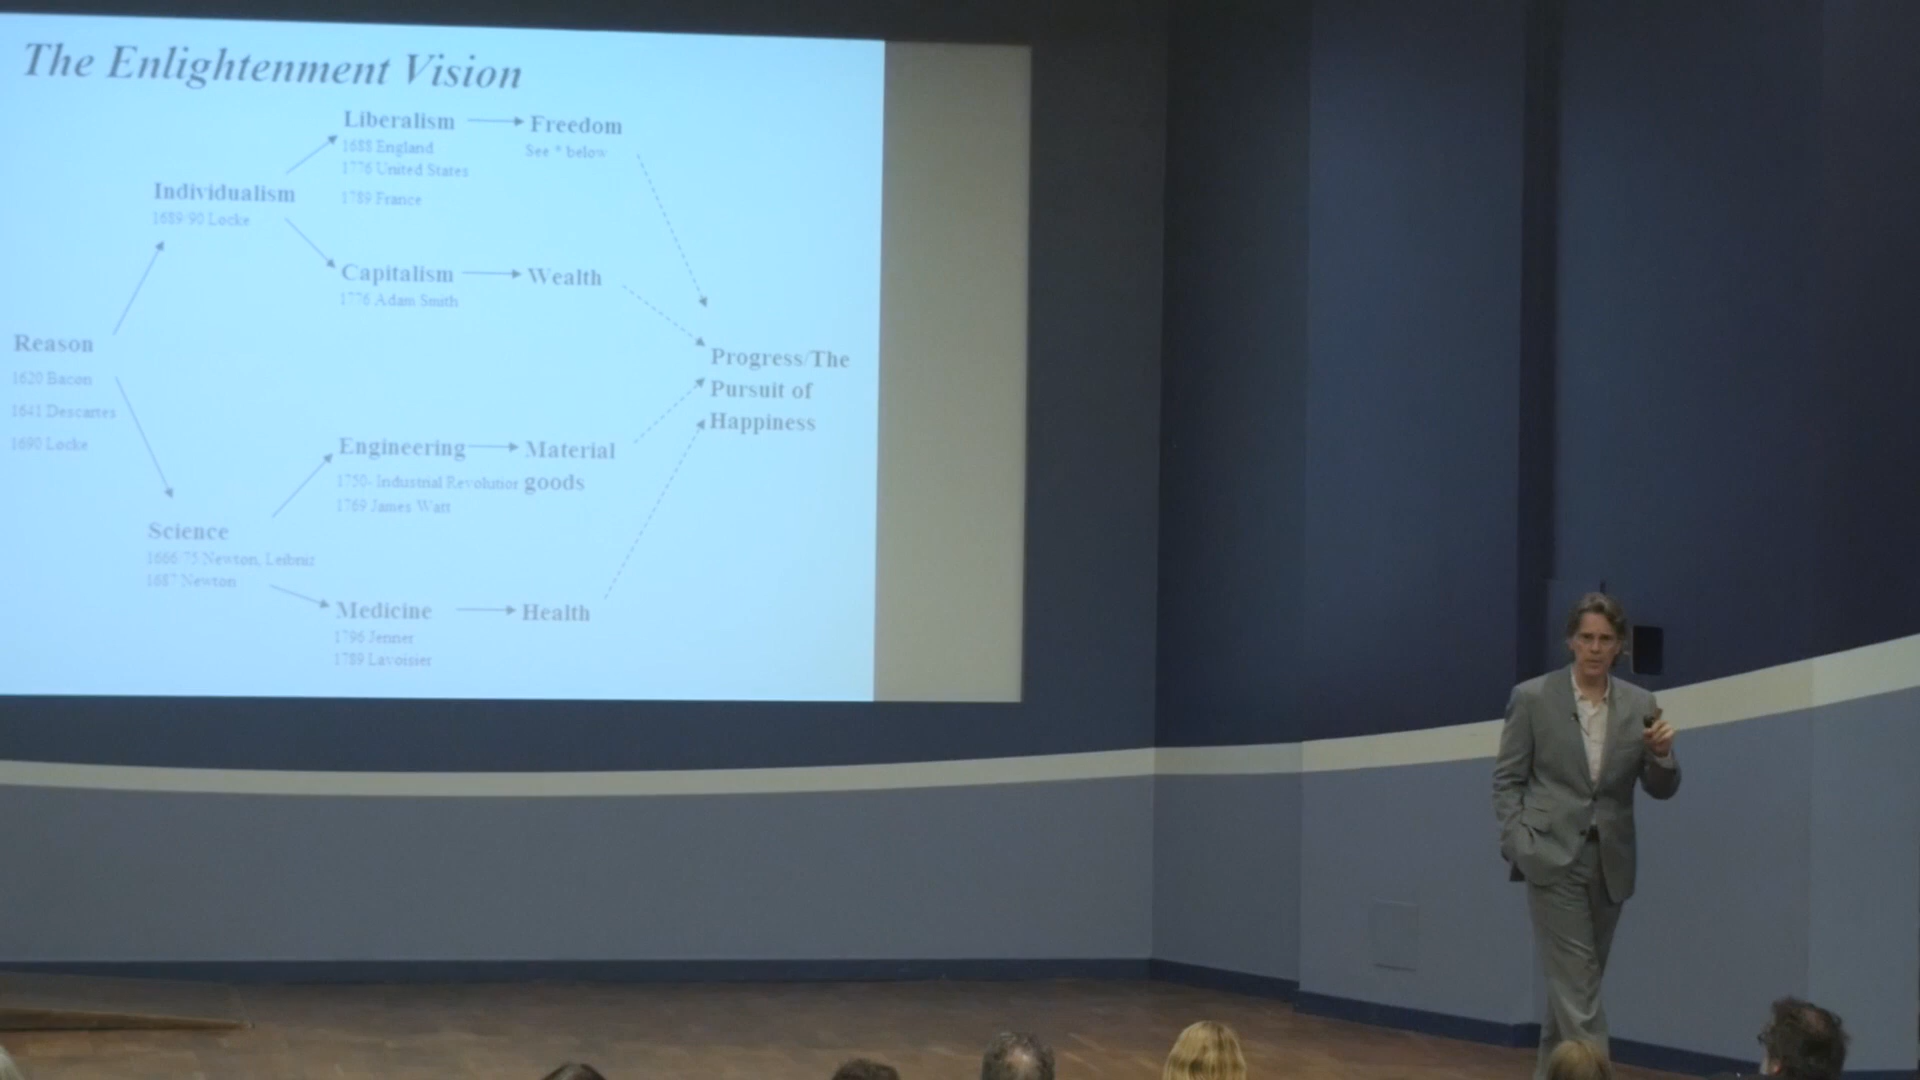 The Enlightenment Vision
Liberalism
1688 England
1776 United States
1789 France
Freedom
See * below
Individualism
1689/90 Locke
Capitalism
1776 Adam Smith
Wealth
Reason
1620 Bacon
1641 Descartes
1690 Locke
Progress/The
Pursuit of
Happiness
Engineering
1750- Industrial Revolution
1769 James Watt
Material
goods
Science
1666/75 Newton, Leibniz
1687 Newton
Medicine
1796 Jenner
1789 Lavoisier
Health